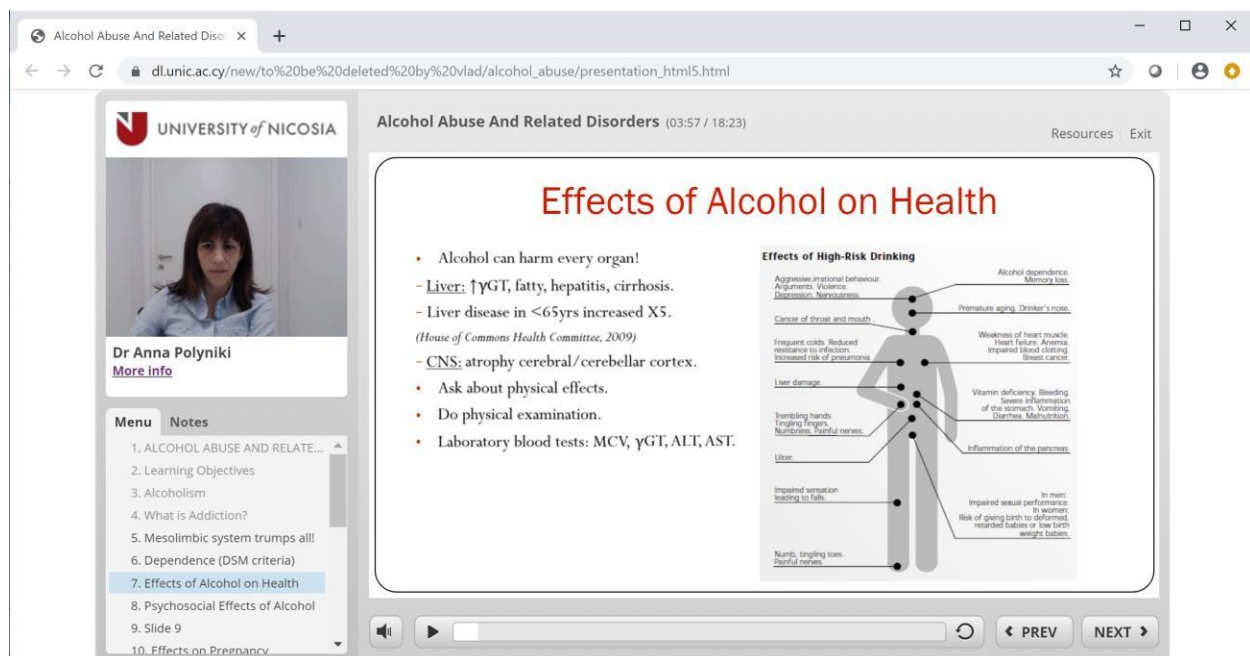 Alcohol Abuse And Related Disor
dl.unic.ac.cy/new/to%20be%20deleted%20by%20vlad/alcohol_abuse/presentation_html5.html
UNIVERSITY of NICOSIA
Dr Anna Polyniki
More info
Menu
Notes
1. ALCOHOL ABUSE AND RELATE...
2. Learning Objectives
3. Alcoholism
4. What is Addiction?
5. Mesolimbic system trumps all!
6. Dependence (DSM criteria)
7. Effects of Alcohol on Health
8. Psychosocial Effects of Alcohol
9. Slide 9
10. Effects on Pregnancy
Alcohol Abuse And Related Disorders (03:57 / 18:23)
Resources
Exit
Effects of Alcohol on Health
• Alcohol can harm every organ!
- Liver: ↑γGT, fatty, hepatitis, cirrhosis.
- Liver disease in <65yrs increased X5.
(House of Commons Health Committee, 2009)
- CNS: atrophy cerebral/cerebellar cortex.
• Ask about physical effects.
• Do physical examination.
• Laboratory blood tests: MCV, γGT, ALT, AST.
Effects of High-Risk Drinking
Aggressive,irrational behaviour.
Arguments. Violence.
Depression. Nervousness.
Cancer of throat and mouth .
Frequent colds. Reduced
resistance to infection.
Increased risk of pneumonia.
Liver damage.
Trembling hands.
Tingling fingers.
Numbness. Painful nerves.
Ulcer.
Impaired sensation
leading to falls.
Numb, tingling toes.
Painful nerves.
Alcohol dependence.
Memory loss.
Premature aging. Drinker's nose.
Weakness of heart muscle.
Heart failure. Anemia.
Impaired blood clotting.
Breast cancer.
Vitamin deficiency. Bleeding.
Severe inflammation
of the stomach. Vomiting.
Diarrhea. Malnutrition.
Inflammation of the pancreas.
In men:
Impaired sexual performance.
In women:
Risk of giving birth to deformed,
retarded babies or low birth
weight babies.
PREV
NEXT